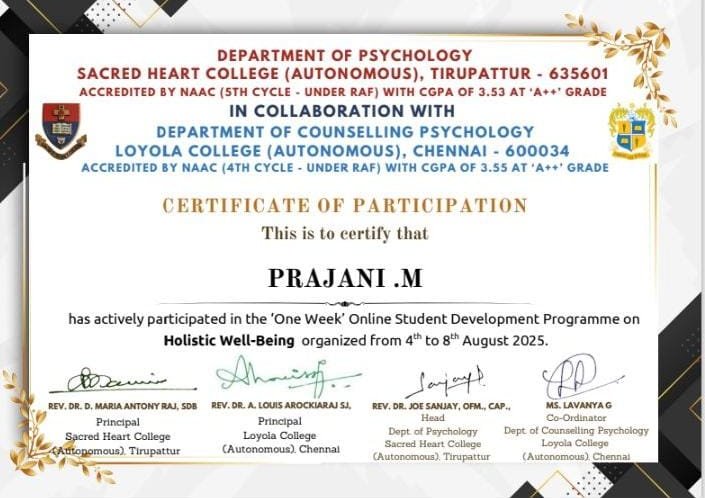 DEPARTMENT OF PSYCHOLOGY
SACRED HEART COLLEGE (AUTONOMOUS), TIRUPATTUR - 635601
ACCREDITED BY NAAC (5TH CYCLE - UNDER RAF) WITH CGPA OF 3.53 AT ‘A++’ GRADE
IN COLLABORATION WITH
DEPARTMENT OF COUNSELLING PSYCHOLOGY
LOYOLA COLLEGE (AUTONOMOUS), CHENNAI - 600034
ACCREDITED BY NAAC (4TH CYCLE - UNDER RAF) WITH CGPA OF 3.55 AT ‘A++’ GRADE
CERTIFICATE OF PARTICIPATION
This is to certify that
PRAJANI .M
has actively participated in the ‘One Week’ Online Student Development Programme on
Holistic Well-Being organized from 4th to 8th August 2025.
REV. DR. D. MARIA ANTONY RAJ, SDB
Principal
Sacred Heart College
(Autonomous), Tirupattur
REV. DR. A. LOUIS AROCKIARAJ SJ,
Principal
Loyola College
(Autonomous), Chennai
REV. DR. JOE SANJAY, OFM., CAP.,
Head
Dept. of Psychology
Sacred Heart College
(Autonomous), Tirupattur
MS. LAVANYA G
Co-Ordinator
Dept. of Counselling Psychology
Loyola College
(Autonomous), Chennai